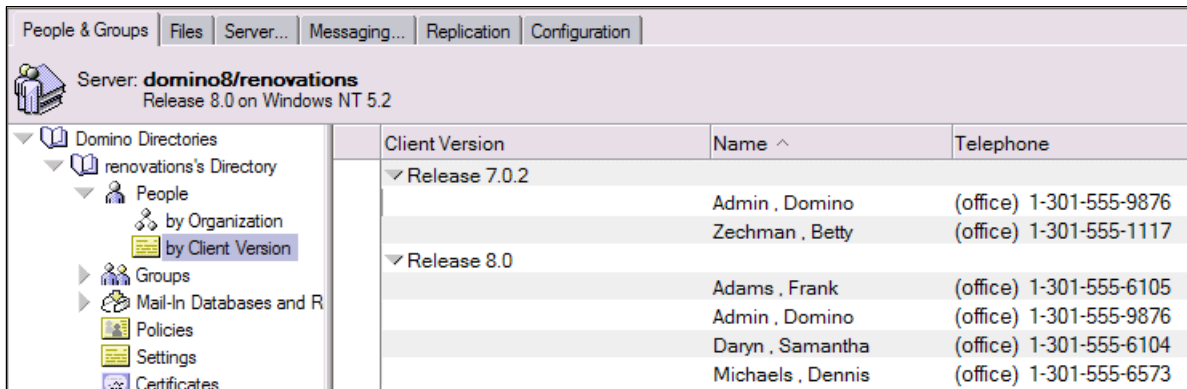 People & Groups Files Server... Messaging... Replication Configuration
Server: domino8/renovations
Release 8.0 on Windows NT 5.2
Domino Directories
renovations's Directory
People
by Organization
by Client Version
Groups
Mail-In Databases and R
Policies
Settings
Certificates
Client Version Name Telephone
Release 7.0.2
Admin , Domino (office) 1-301-555-9876
Zechman , Betty (office) 1-301-555-1117
Release 8.0
Adams , Frank (office) 1-301-555-6105
Admin , Domino (office) 1-301-555-9876
Daryn , Samantha (office) 1-301-555-6104
Michaels , Dennis (office) 1-301-555-6573